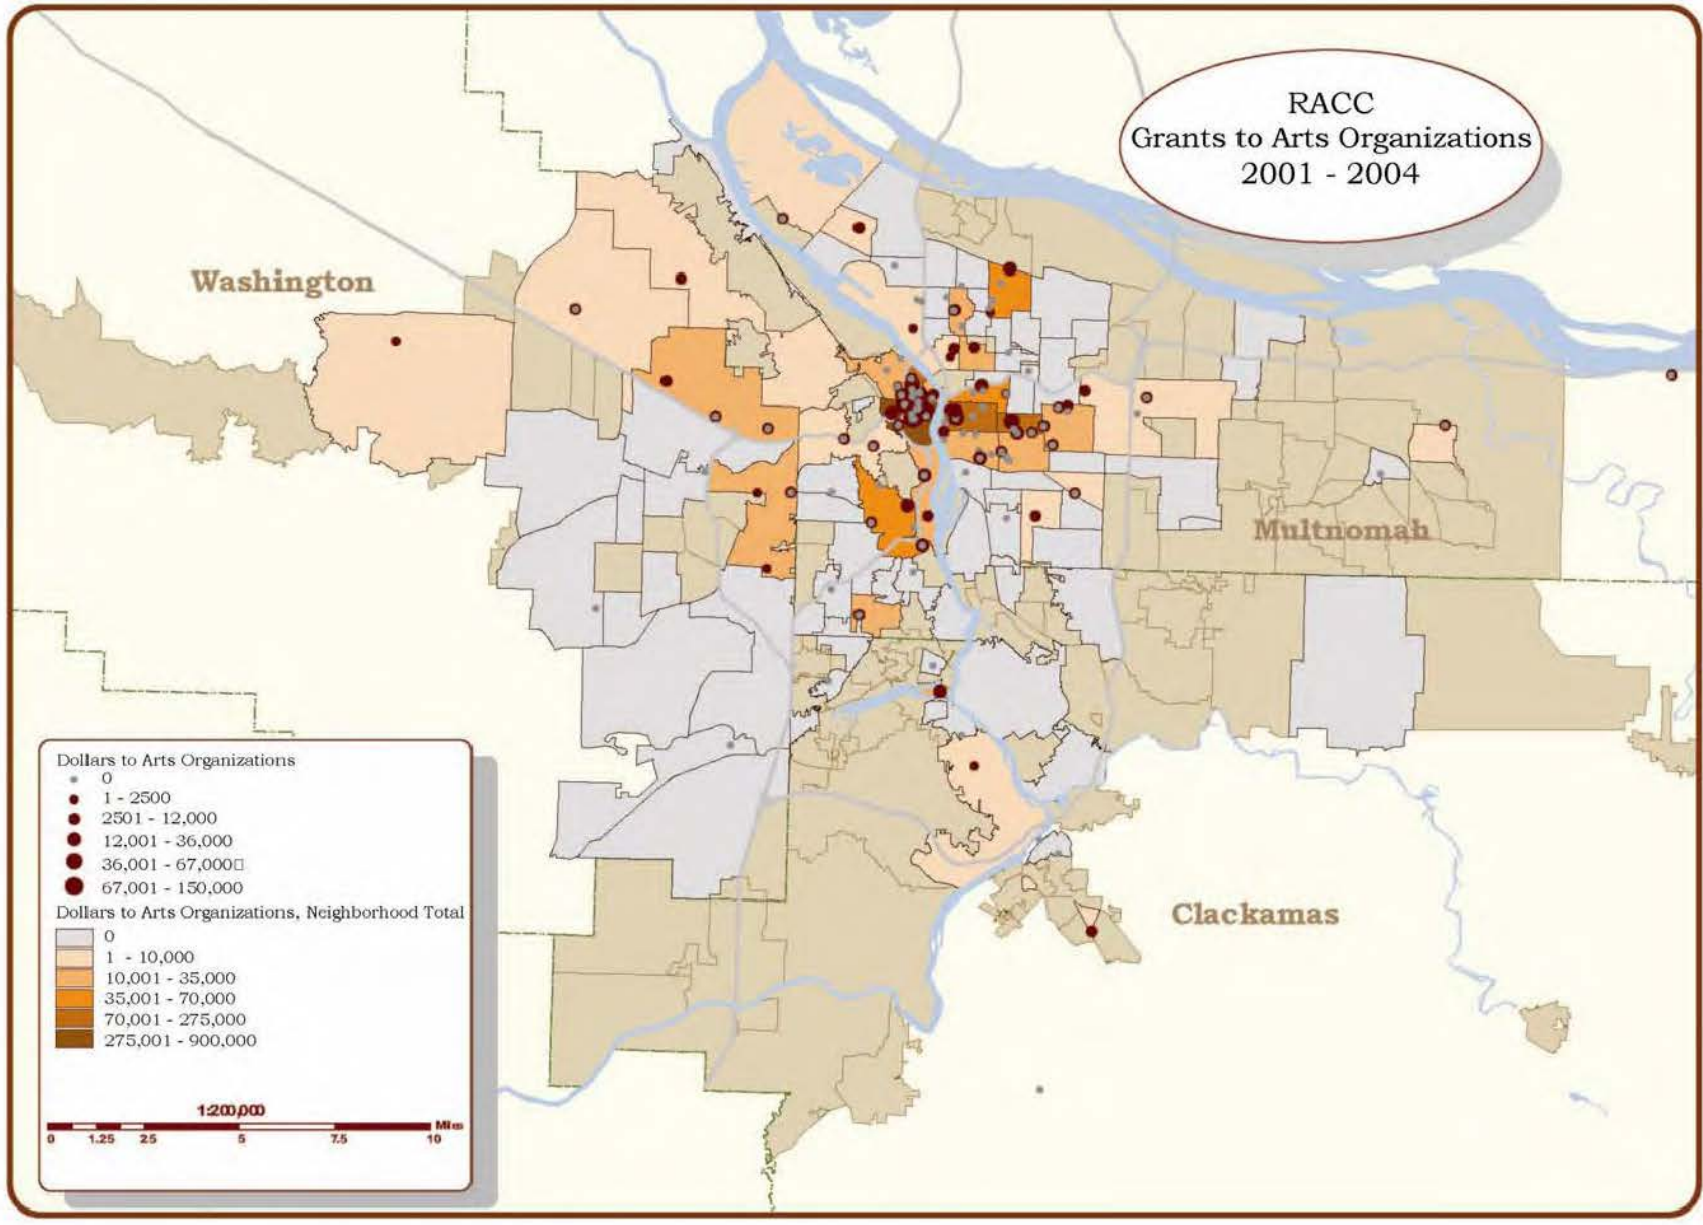 RACC
Grants to Arts Organizations
2001 - 2004
Washington
Multnomah
Clackamas
Dollars to Arts Organizations
0
1 - 2500
2501 - 12,000
12,001 - 36,000
36,001 - 67,000□
67,001 - 150,000
Dollars to Arts Organizations, Neighborhood Total
0
1 - 10,000
10,001 - 35,000
35,001 - 70,000
70,001 - 275,000
275,001 - 900,000
1:200,000
Miles
0 1.25 2.5 5 7.5 10